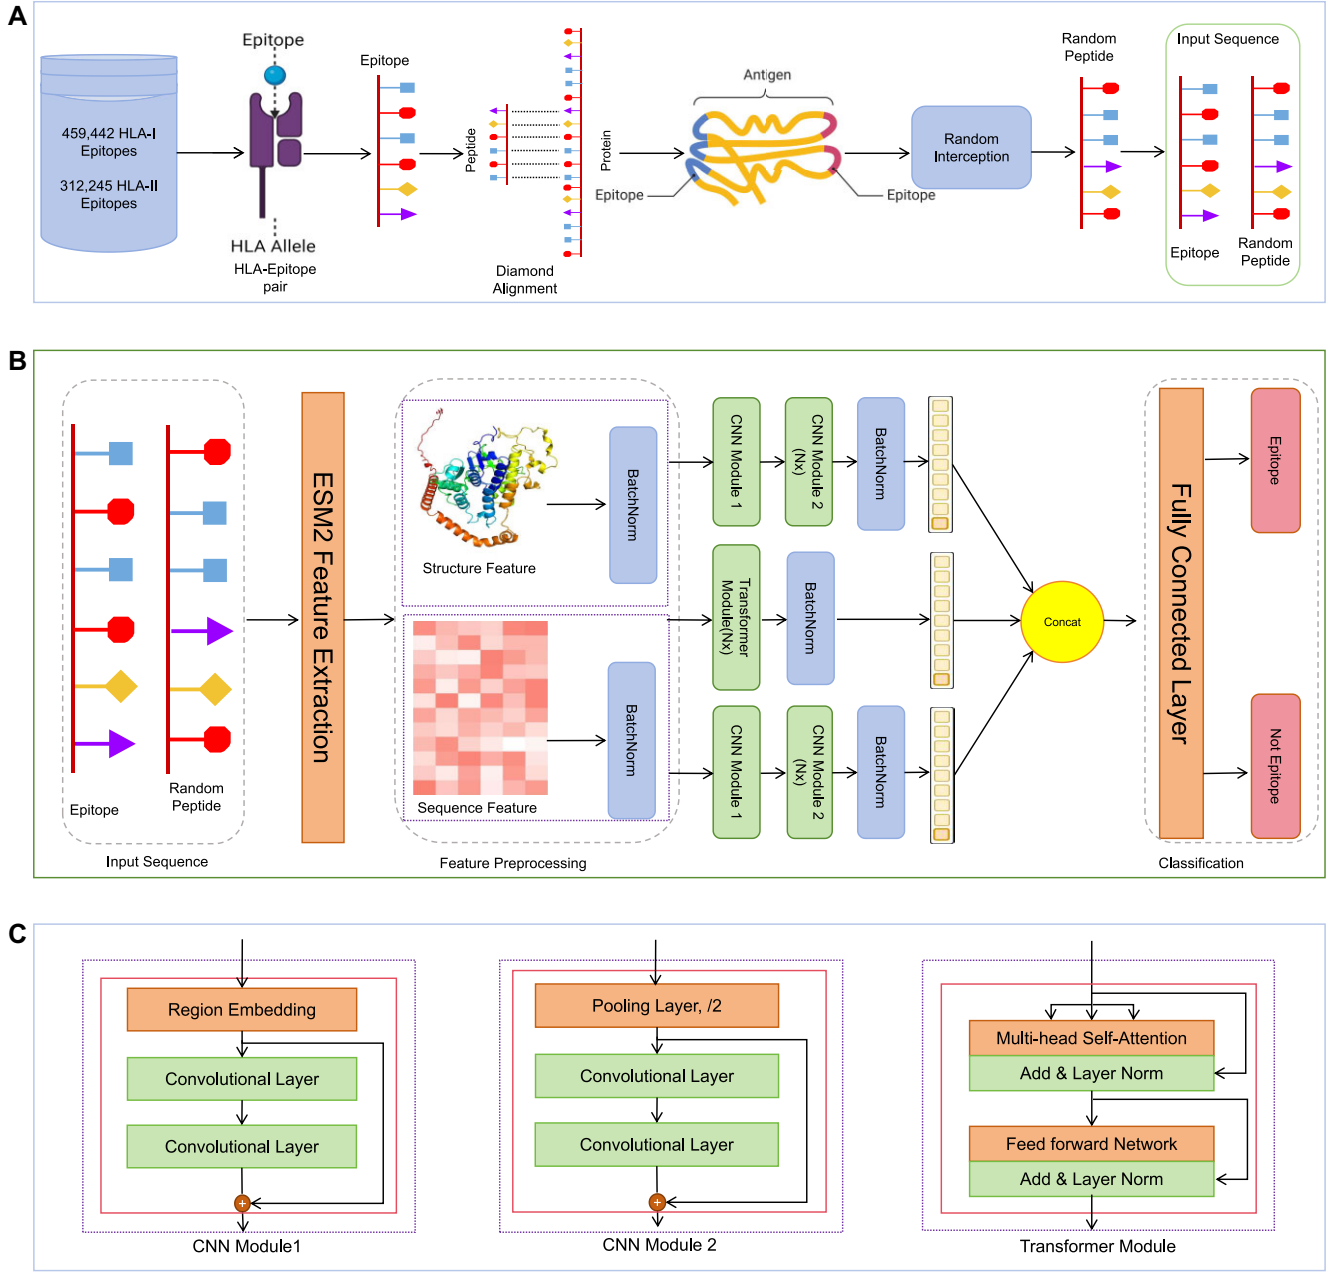 A
459,442 HLA-I
Epitopes
312,245 HLA-II
Epitopes
Epitope
HLA Allele
HLA-Epitope
pair
Epitope
Peptide
Diamond
Alignment
Protein
Antigen
Epitope
Epitope
Random
Interception
Random
Peptide
Input Sequence
Epitope
Random
Peptide
B
Epitope
Random
Peptide
Input Sequence
ESM2 Feature Extraction
Structure Feature
BatchNorm
Sequence Feature
BatchNorm
Feature Preprocessing
CNN Module 1
CNN Module 2
(Nx)
BatchNorm
Transformer
Module(Nx)
BatchNorm
CNN Module 1
CNN Module 2
(Nx)
BatchNorm
Concat
Fully Connected Layer
Epitope
Not Epitope
Classification
C
Region Embedding
Convolutional Layer
Convolutional Layer
+
CNN Module1
Pooling Layer, /2
Convolutional Layer
Convolutional Layer
+
CNN Module 2
Multi-head Self-Attention
Add & Layer Norm
Feed forward Network
Add & Layer Norm
Transformer Module